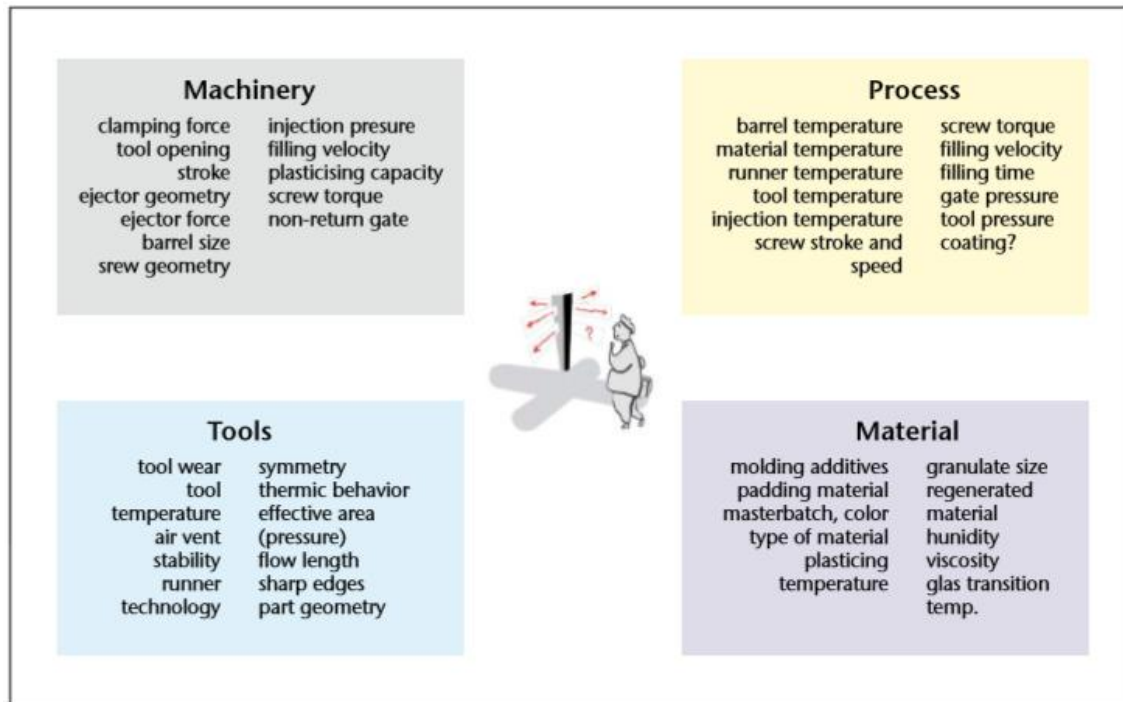 Machinery
clamping force
tool opening
stroke
ejector geometry
ejector force
barrel size
srew geometry
injection presure
filling velocity
plasticising capacity
screw torque
non-return gate
Process
barrel temperature
material temperature
runner temperature
tool temperature
injection temperature
screw stroke and
speed
screw torque
filling velocity
filling time
gate pressure
tool pressure
coating?
?
Tools
tool wear
tool
temperature
air vent
stability
runner
technology
symmetry
thermic behavior
effective area
(pressure)
flow length
sharp edges
part geometry
Material
molding additives
padding material
masterbatch, color
type of material
plasticing
temperature
granulate size
regenerated
material
hunidity
viscosity
glas transition
temp.